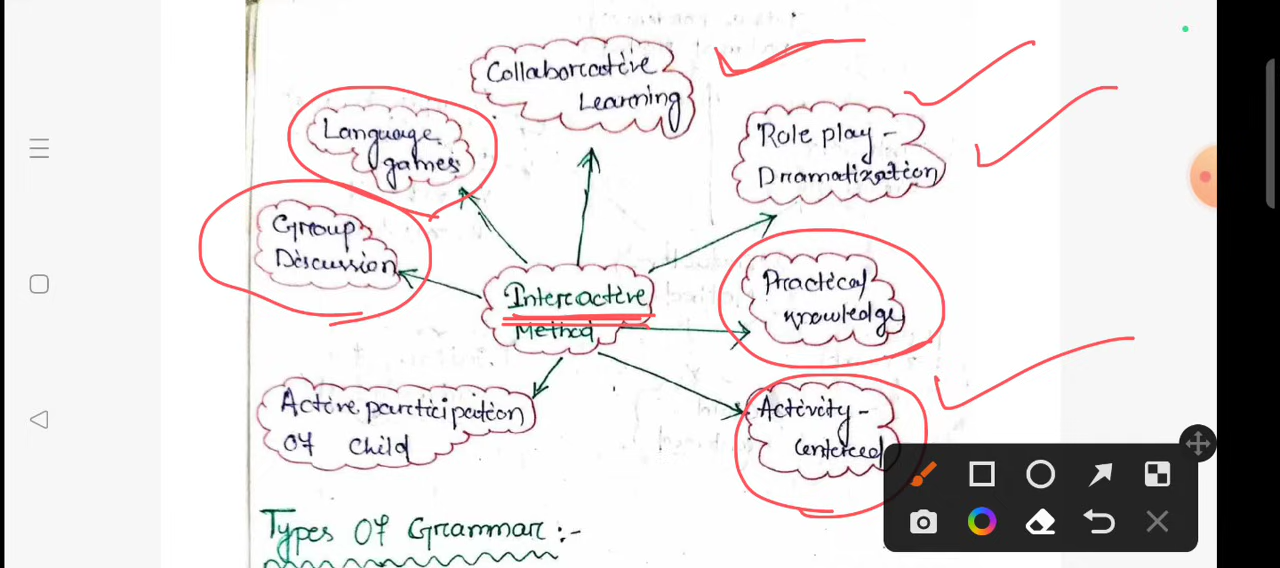 Collaborative
Learning
Language
games
Role play -
Dramatization
Group
Discussion
Interactive
Method
Practical
knowledge
Active participation
Of child
Activity -
Centered
Types Of Grammar :-